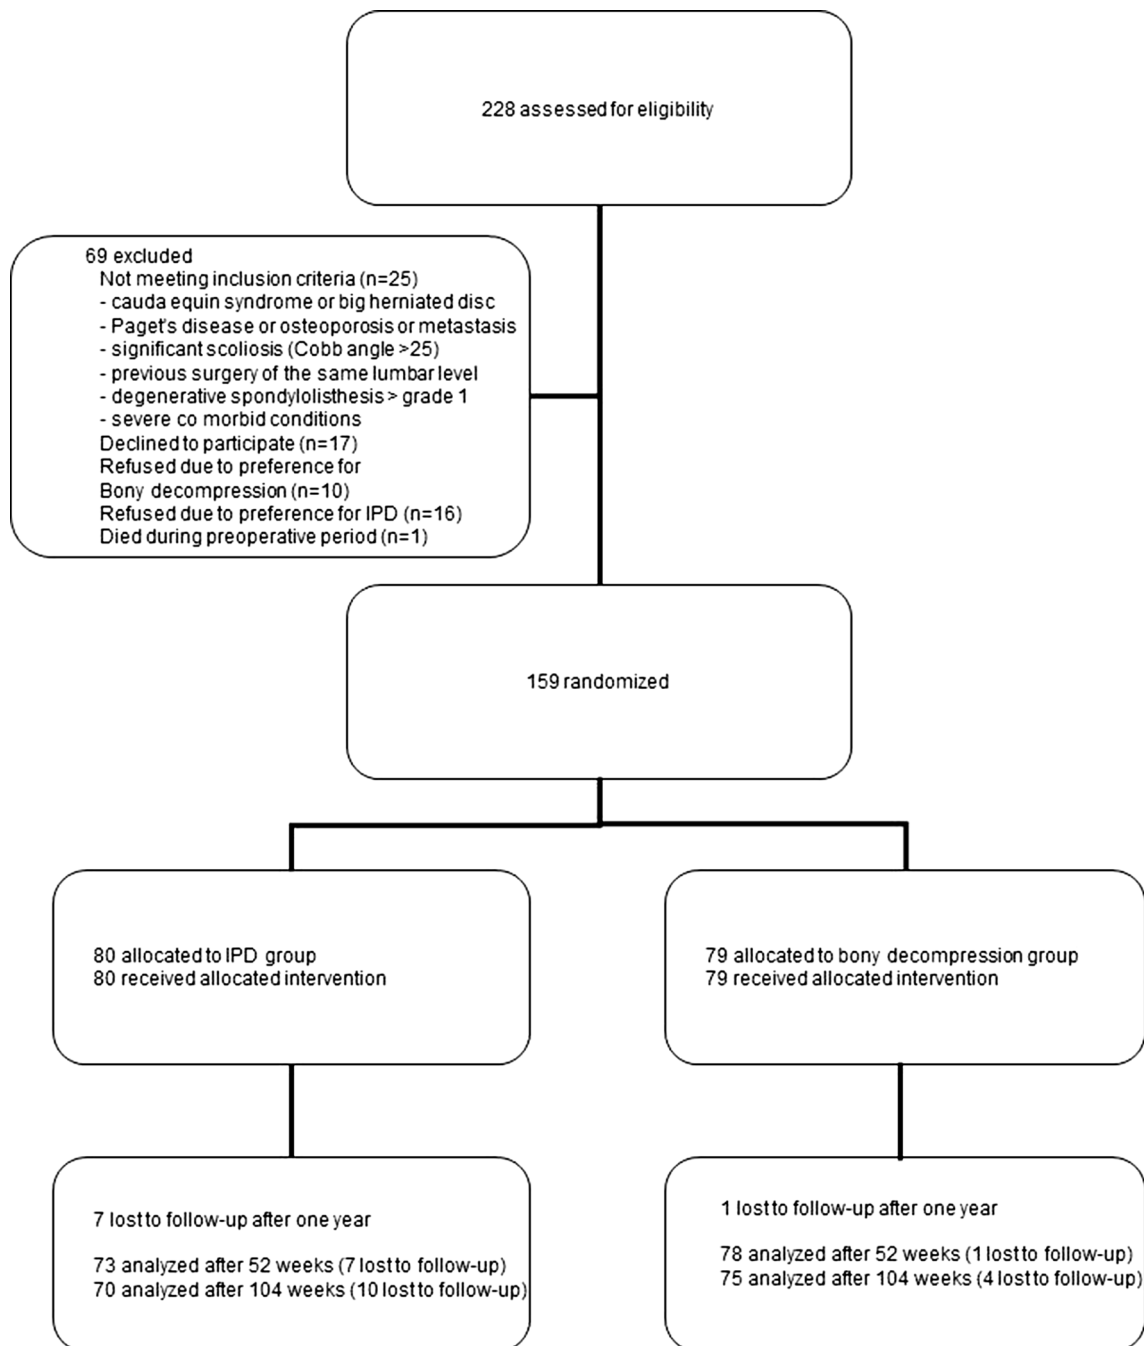 228 assessed for eligibility
69 excluded
Not meeting inclusion criteria (n=25)
- cauda equin syndrome or big herniated disc
- Paget's disease or osteoporosis or metastasis
- significant scoliosis (Cobb angle >25)
- previous surgery of the same lumbar level
- degenerative spondylolisthesis > grade 1
- severe co morbid conditions
Declined to participate (n=17)
Refused due to preference for
Bony decompression (n=10)
Refused due to preference for IPD (n=16)
Died during preoperative period (n=1)
159 randomized
80 allocated to IPD group
80 received allocated intervention
79 allocated to bony decompression group
79 received allocated intervention
7 lost to follow-up after one year
73 analyzed after 52 weeks (7 lost to follow-up)
70 analyzed after 104 weeks (10 lost to follow-up)
1 lost to follow-up after one year
78 analyzed after 52 weeks (1 lost to follow-up)
75 analyzed after 104 weeks (4 lost to follow-up)